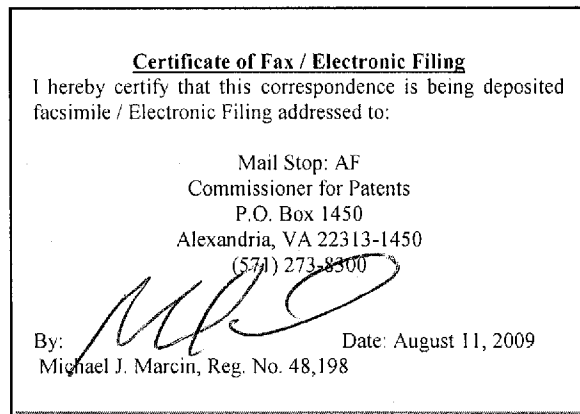 Certificate of Fax / Electronic Filing
I hereby certify that this correspondence is being deposited
facsimile / Electronic Filing addressed to:
Mail Stop: AF
Commissioner for Patents
P.O. Box 1450
Alexandria, VA 22313-1450
(571) 273-8300
By: Date: August 11, 2009
Michael J. Marcin, Reg. No. 48,198